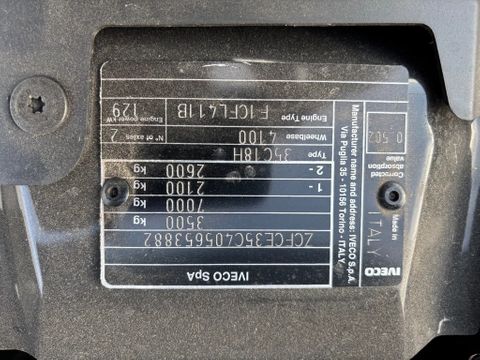 IVECO SpA
ZCFCE35C405653882
3500 kg
7000 kg
1- 2100 kg
2- 2600 kg
Type 35C18H
Wheelbase 4100 N° of axles 2
Engine Type F1CFL411B Engine power kW 129
IVECO
Made in ITALY
Manufacturer name and address: IVECO S.p.A.
Via Puglia 35 - 10156 Torino - ITALY
Corrected absorption value 0.502